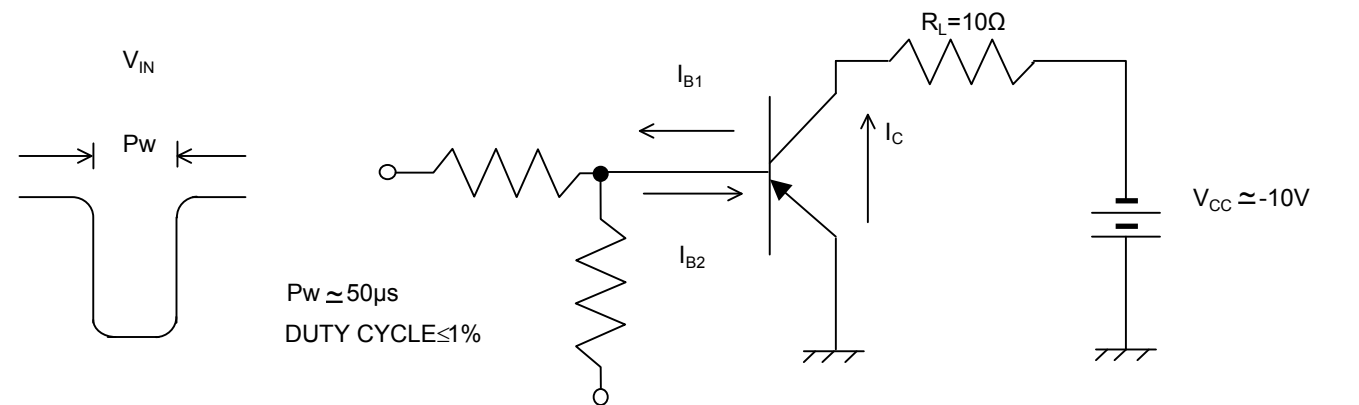 R_L=10Ω
V_IN
I_B1
Pw
I_C
V_CC ≃ -10V
I_B2
Pw ≃ 50µs
DUTY CYCLE≤1%